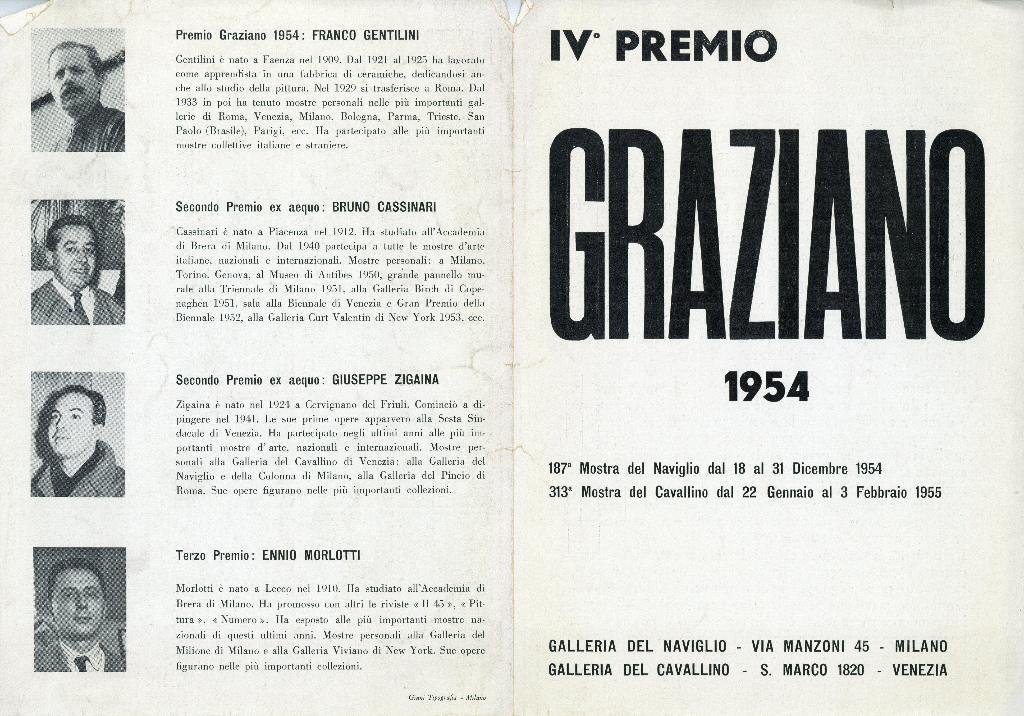 Premio Graziano 1954: FRANCO GENTILINI
Gentilini è nato a Faenza nel 1909. Dal 1921 al 1925 ha lavorato
come apprendista in una fabbrica di ceramiche, dedicandosi an-
che allo studio della pittura. Nel 1929 si trasferisce a Roma. Dal
1933 in poi ha tenuto mostre personali nelle più importanti gal-
lerie di Roma, Venezia, Milano, Bologna, Parma, Trieste, San
Paolo (Brasile), Parigi, ecc. Ha partecipato alle più importanti
mostre collettive italiane e straniere.
Secondo Premio ex aequo: BRUNO CASSINARI
Cassinari è nato a Piacenza nel 1912. Ha studiato all'Accademia
di Brera di Milano. Dal 1940 partecipa a tutte le mostre d'arte
italiane, nazionali e internazionali. Mostre personali: a Milano,
Torino, Genova, al Museo di Antibes 1950, grande pannello mu-
rale alla Triennale di Milano 1951, alla Galleria Birch di Cope-
naghen 1951, sala alla Biennale di Venezia e Gran Premio della
Biennale 1952, alla Galleria Curt Valentin di New York 1953, ecc.
Secondo Premio ex aequo: GIUSEPPE ZIGAINA
Zigaina è nato nel 1924 a Cervignano del Friuli. Cominciò a di-
pingere nel 1941. Le sue prime opere apparvero alla Sesta Sin-
dacale di Venezia. Ha partecipato negli ultimi anni alle più im-
portanti mostre d'arte, nazionali e internazionali. Mostre per-
sonali alla Galleria del Cavallino di Venezia; alla Galleria del
Naviglio e della Colonna di Milano, alla Galleria del Pincio di
Roma. Sue opere figurano nelle più importanti collezioni.
Terzo Premio: ENNIO MORLOTTI
Morlotti è nato a Lecco nel 1910. Ha studiato all'Accademia di
Brera di Milano. Ha promosso con altri le riviste « Il 45 », « Pit-
tura », « Numero ». Ha esposto alle più importanti mostre na-
zionali di questi ultimi anni. Mostre personali alla Galleria del
Milione di Milano e alla Galleria Viviano di New York. Sue opere
figurano nelle più importanti collezioni.
Tipografia - Milano
IV° PREMIO
GRAZIANO
1954
187ª Mostra del Naviglio dal 18 al 31 Dicembre 1954
313ª Mostra del Cavallino dal 22 Gennaio al 3 Febbraio 1955
GALLERIA DEL NAVIGLIO - VIA MANZONI 45 - MILANO
GALLERIA DEL CAVALLINO - S. MARCO 1820 - VENEZIA